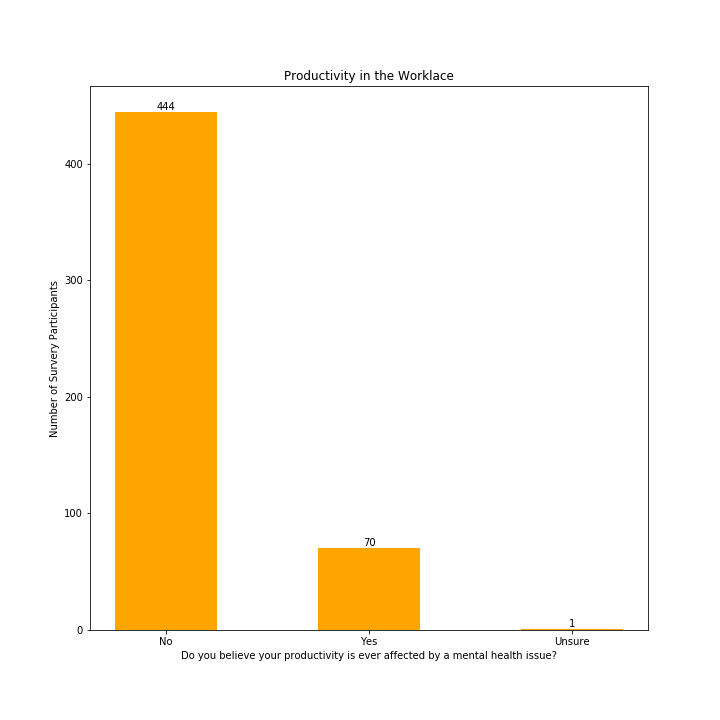 Productivity in the Worklace
444
400
300
200
100
0
70
1
Number of Survery Participants
No Yes Unsure
Do you believe your productivity is ever affected by a mental health issue?